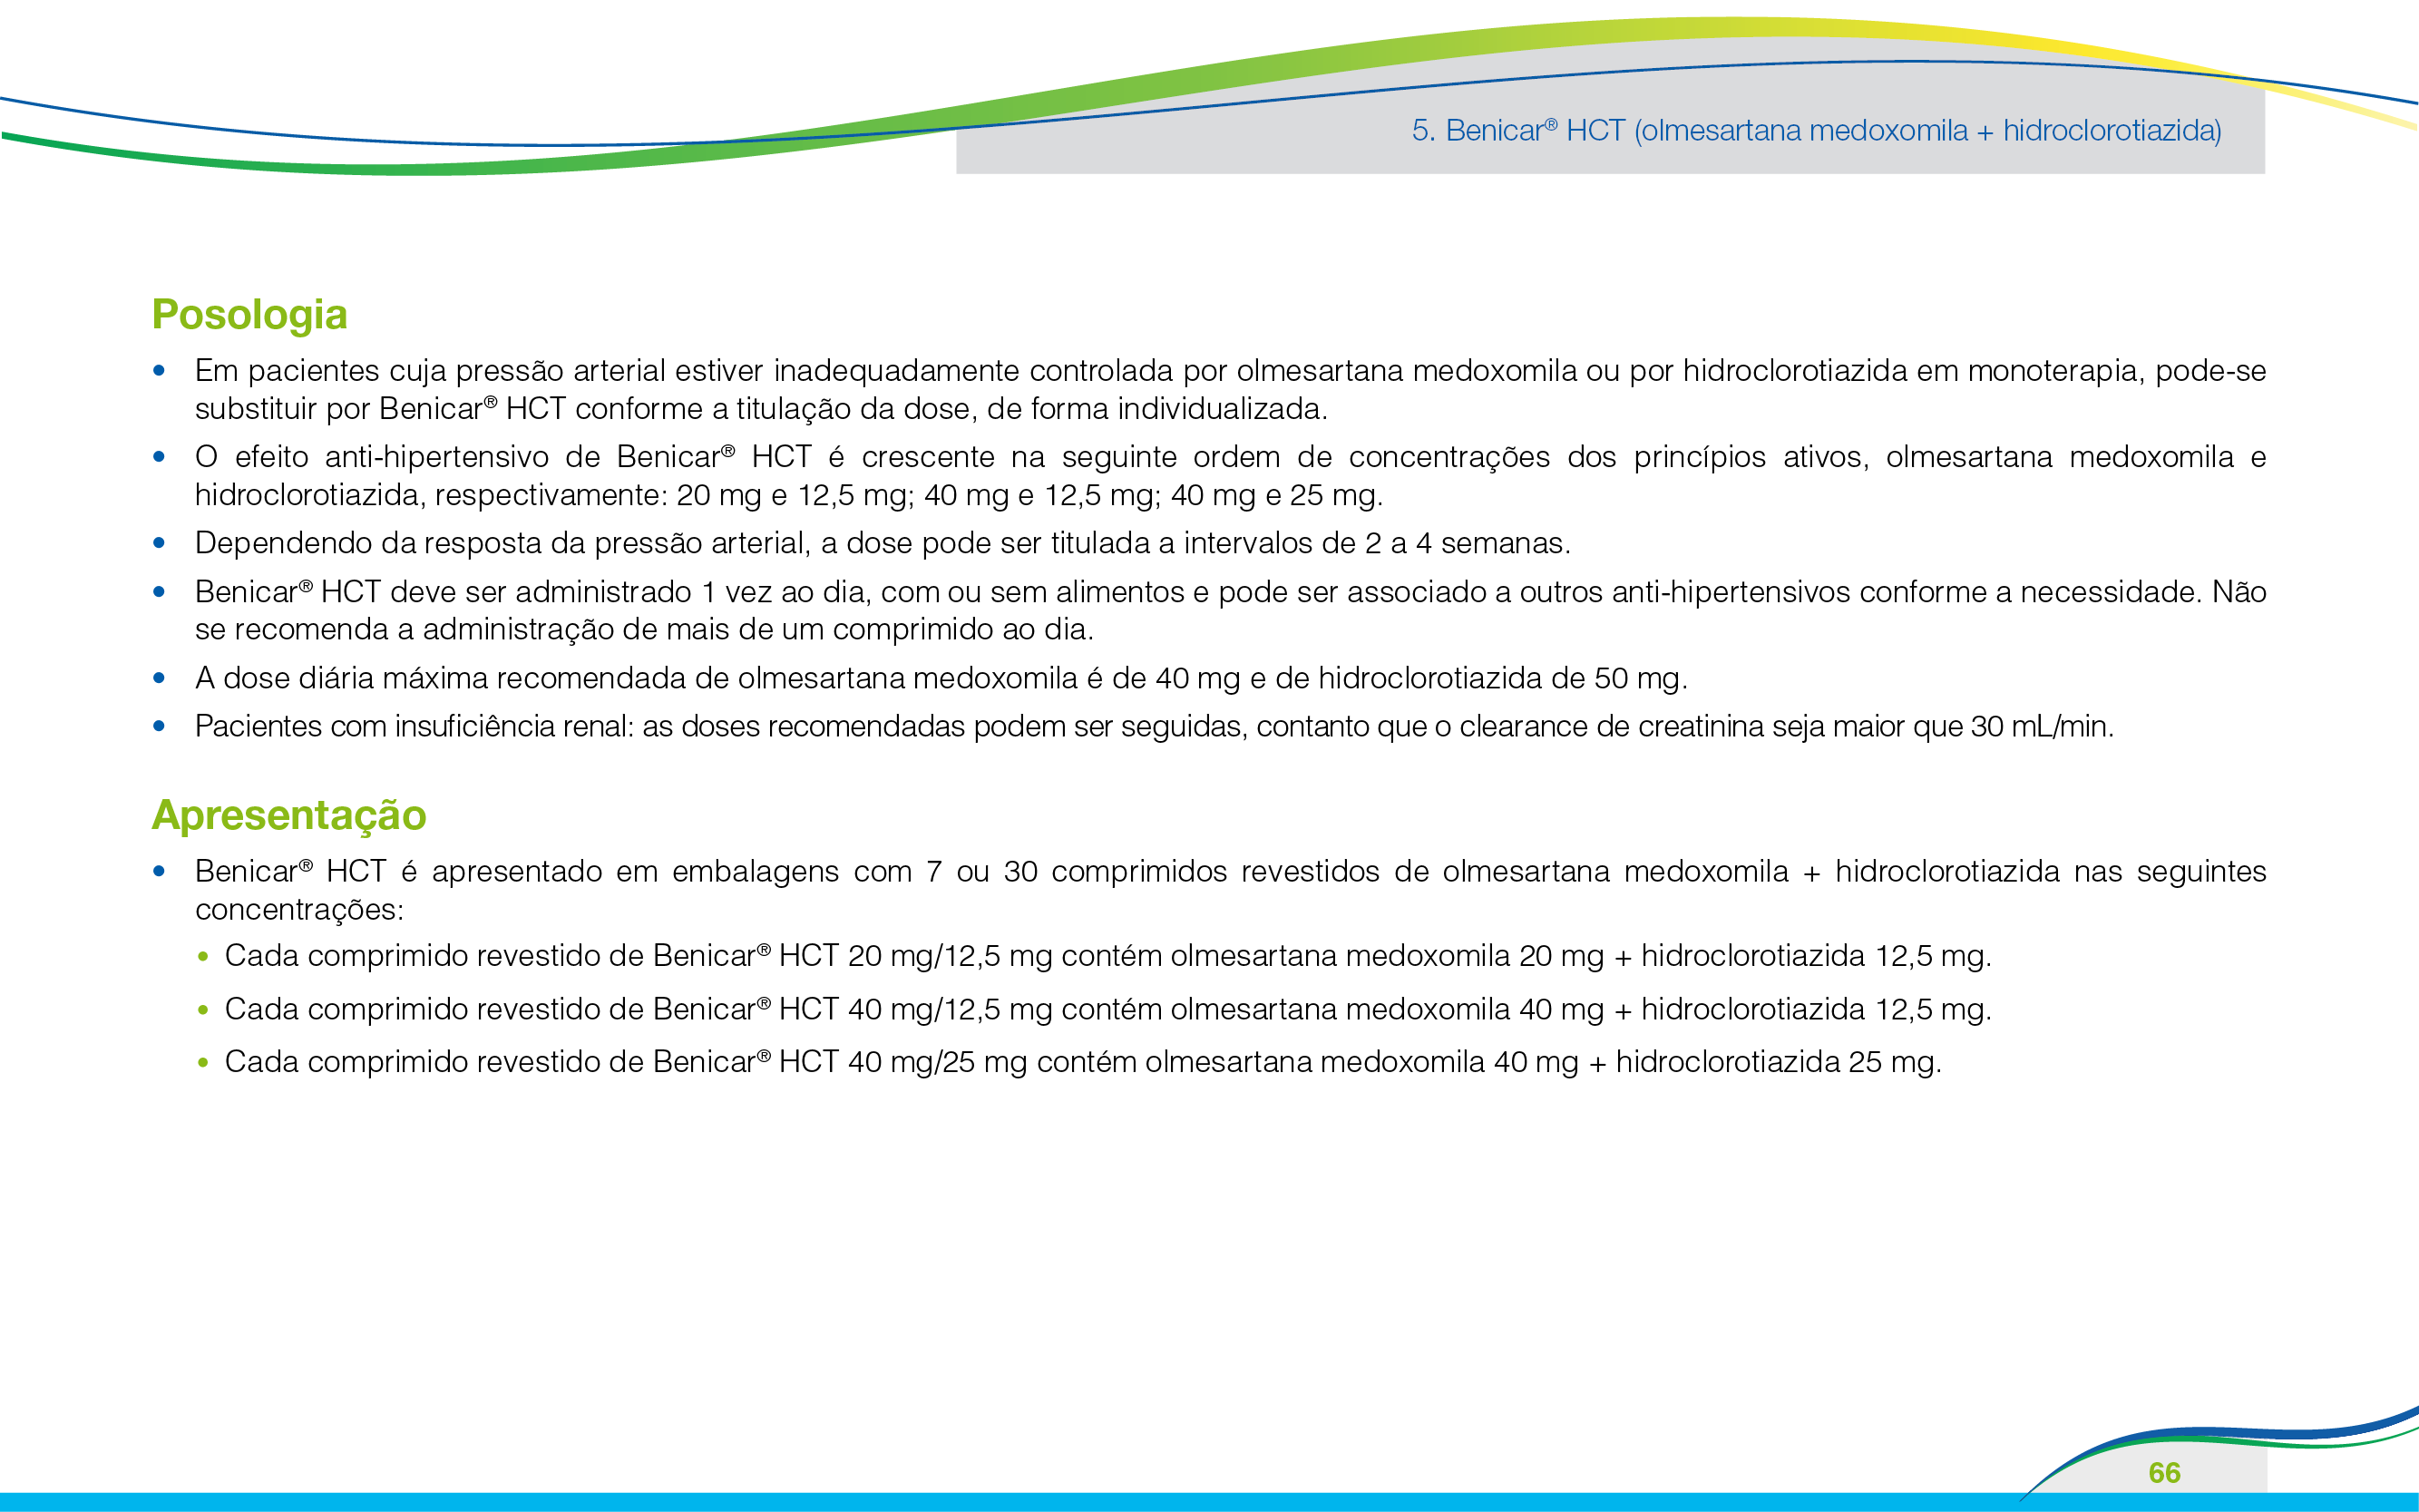 5. Benicar® HCT (olmesartana medoxomila + hidroclorotiazida)
Posologia
• Em pacientes cuja pressão arterial estiver inadequadamente controlada por olmesartana medoxomila ou por hidroclorotiazida em monoterapia, pode-se
substituir por Benicar® HCT conforme a titulação da dose, de forma individualizada.
• O efeito anti-hipertensivo de Benicar® HCT é crescente na seguinte ordem de concentrações dos princípios ativos, olmesartana medoxomila e
hidroclorotiazida, respectivamente: 20 mg e 12,5 mg; 40 mg e 12,5 mg; 40 mg e 25 mg.
• Dependendo da resposta da pressão arterial, a dose pode ser titulada a intervalos de 2 a 4 semanas.
• Benicar® HCT deve ser administrado 1 vez ao dia, com ou sem alimentos e pode ser associado a outros anti-hipertensivos conforme a necessidade. Não
se recomenda a administração de mais de um comprimido ao dia.
• A dose diária máxima recomendada de olmesartana medoxomila é de 40 mg e de hidroclorotiazida de 50 mg.
• Pacientes com insuficiência renal: as doses recomendadas podem ser seguidas, contanto que o clearance de creatinina seja maior que 30 mL/min.
Apresentação
• Benicar® HCT é apresentado em embalagens com 7 ou 30 comprimidos revestidos de olmesartana medoxomila + hidroclorotiazida nas seguintes
concentrações:
• Cada comprimido revestido de Benicar® HCT 20 mg/12,5 mg contém olmesartana medoxomila 20 mg + hidroclorotiazida 12,5 mg.
• Cada comprimido revestido de Benicar® HCT 40 mg/12,5 mg contém olmesartana medoxomila 40 mg + hidroclorotiazida 12,5 mg.
• Cada comprimido revestido de Benicar® HCT 40 mg/25 mg contém olmesartana medoxomila 40 mg + hidroclorotiazida 25 mg.
66